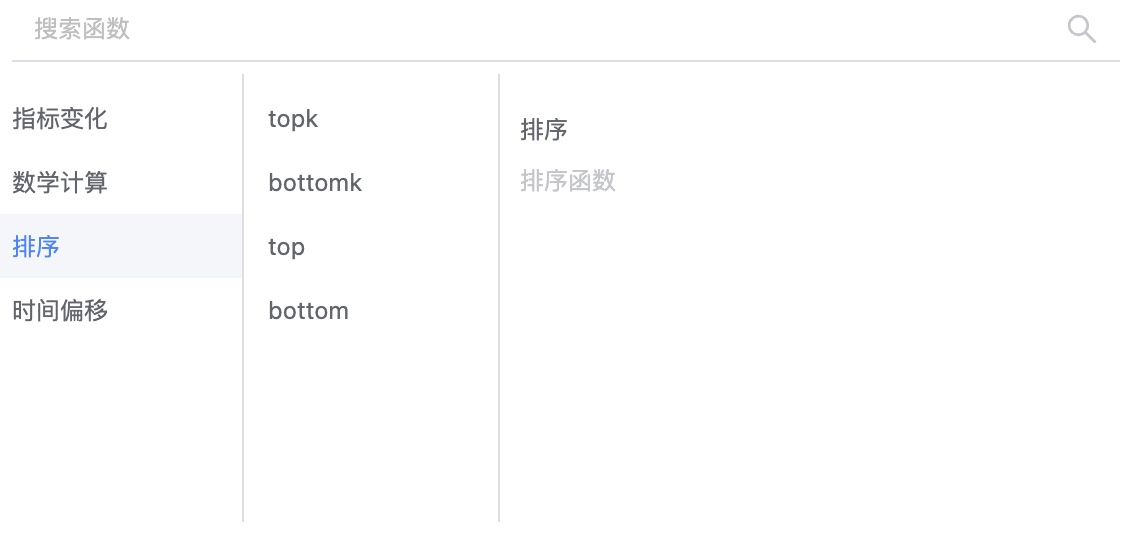 搜索函数
指标变化
数学计算
排序
时间偏移
topk
bottomk
top
bottom
排序
排序函数